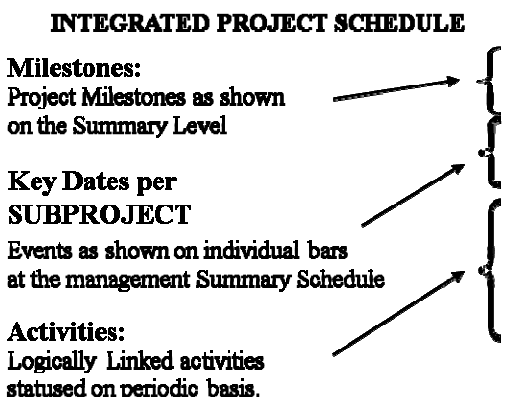 INTEGRATED PROJECT SCHEDULE
Milestones:
Project Milestones as shown
on the Summary Level
Key Dates per
SUBPROJECT
Events as shown on individual bars
at the management Summary Schedule
Activities:
Logically Linked activities
statused on periodic basis.